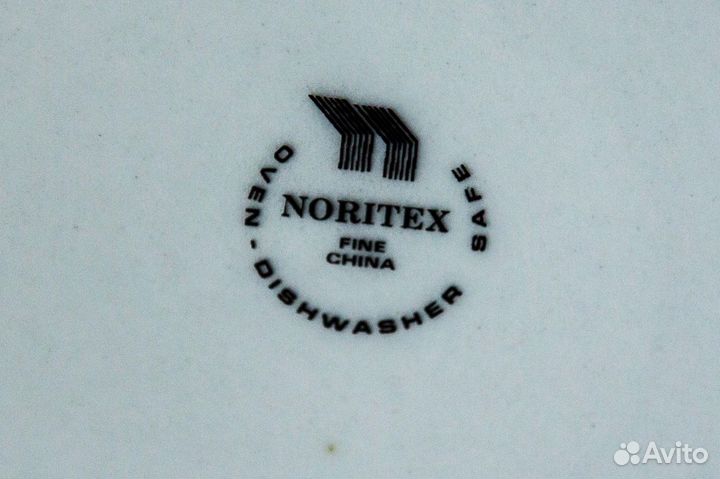 NORITEX
FINE
CHINA
OVEN - DISHWASHER SAFE
Avito